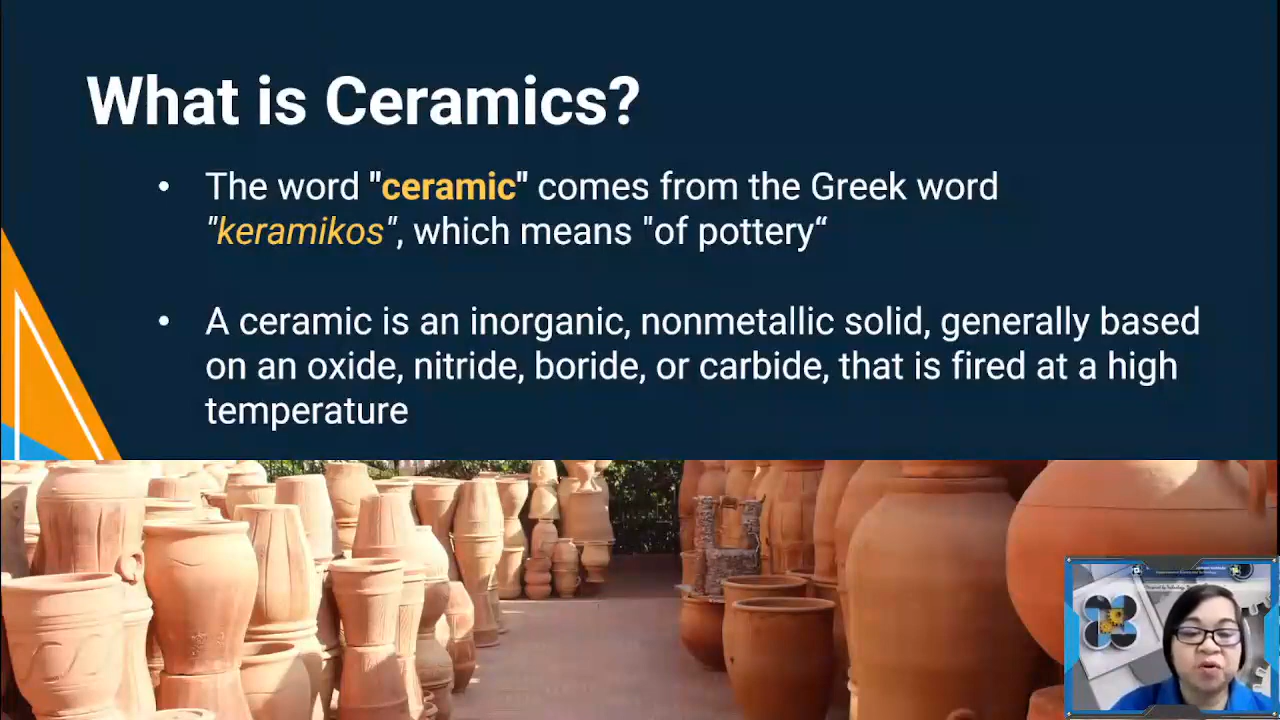 What is Ceramics?
• The word "ceramic" comes from the Greek word
"keramikos", which means "of pottery“
• A ceramic is an inorganic, nonmetallic solid, generally based
on an oxide, nitride, boride, or carbide, that is fired at a high
temperature